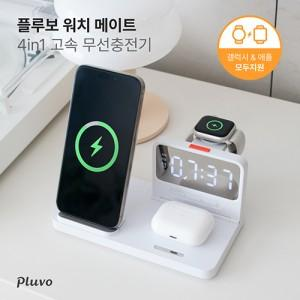 플루보 워치 메이트
4in1 고속 무선충전기
갤럭시 & 애플
모두지원
07:37
Pluvo